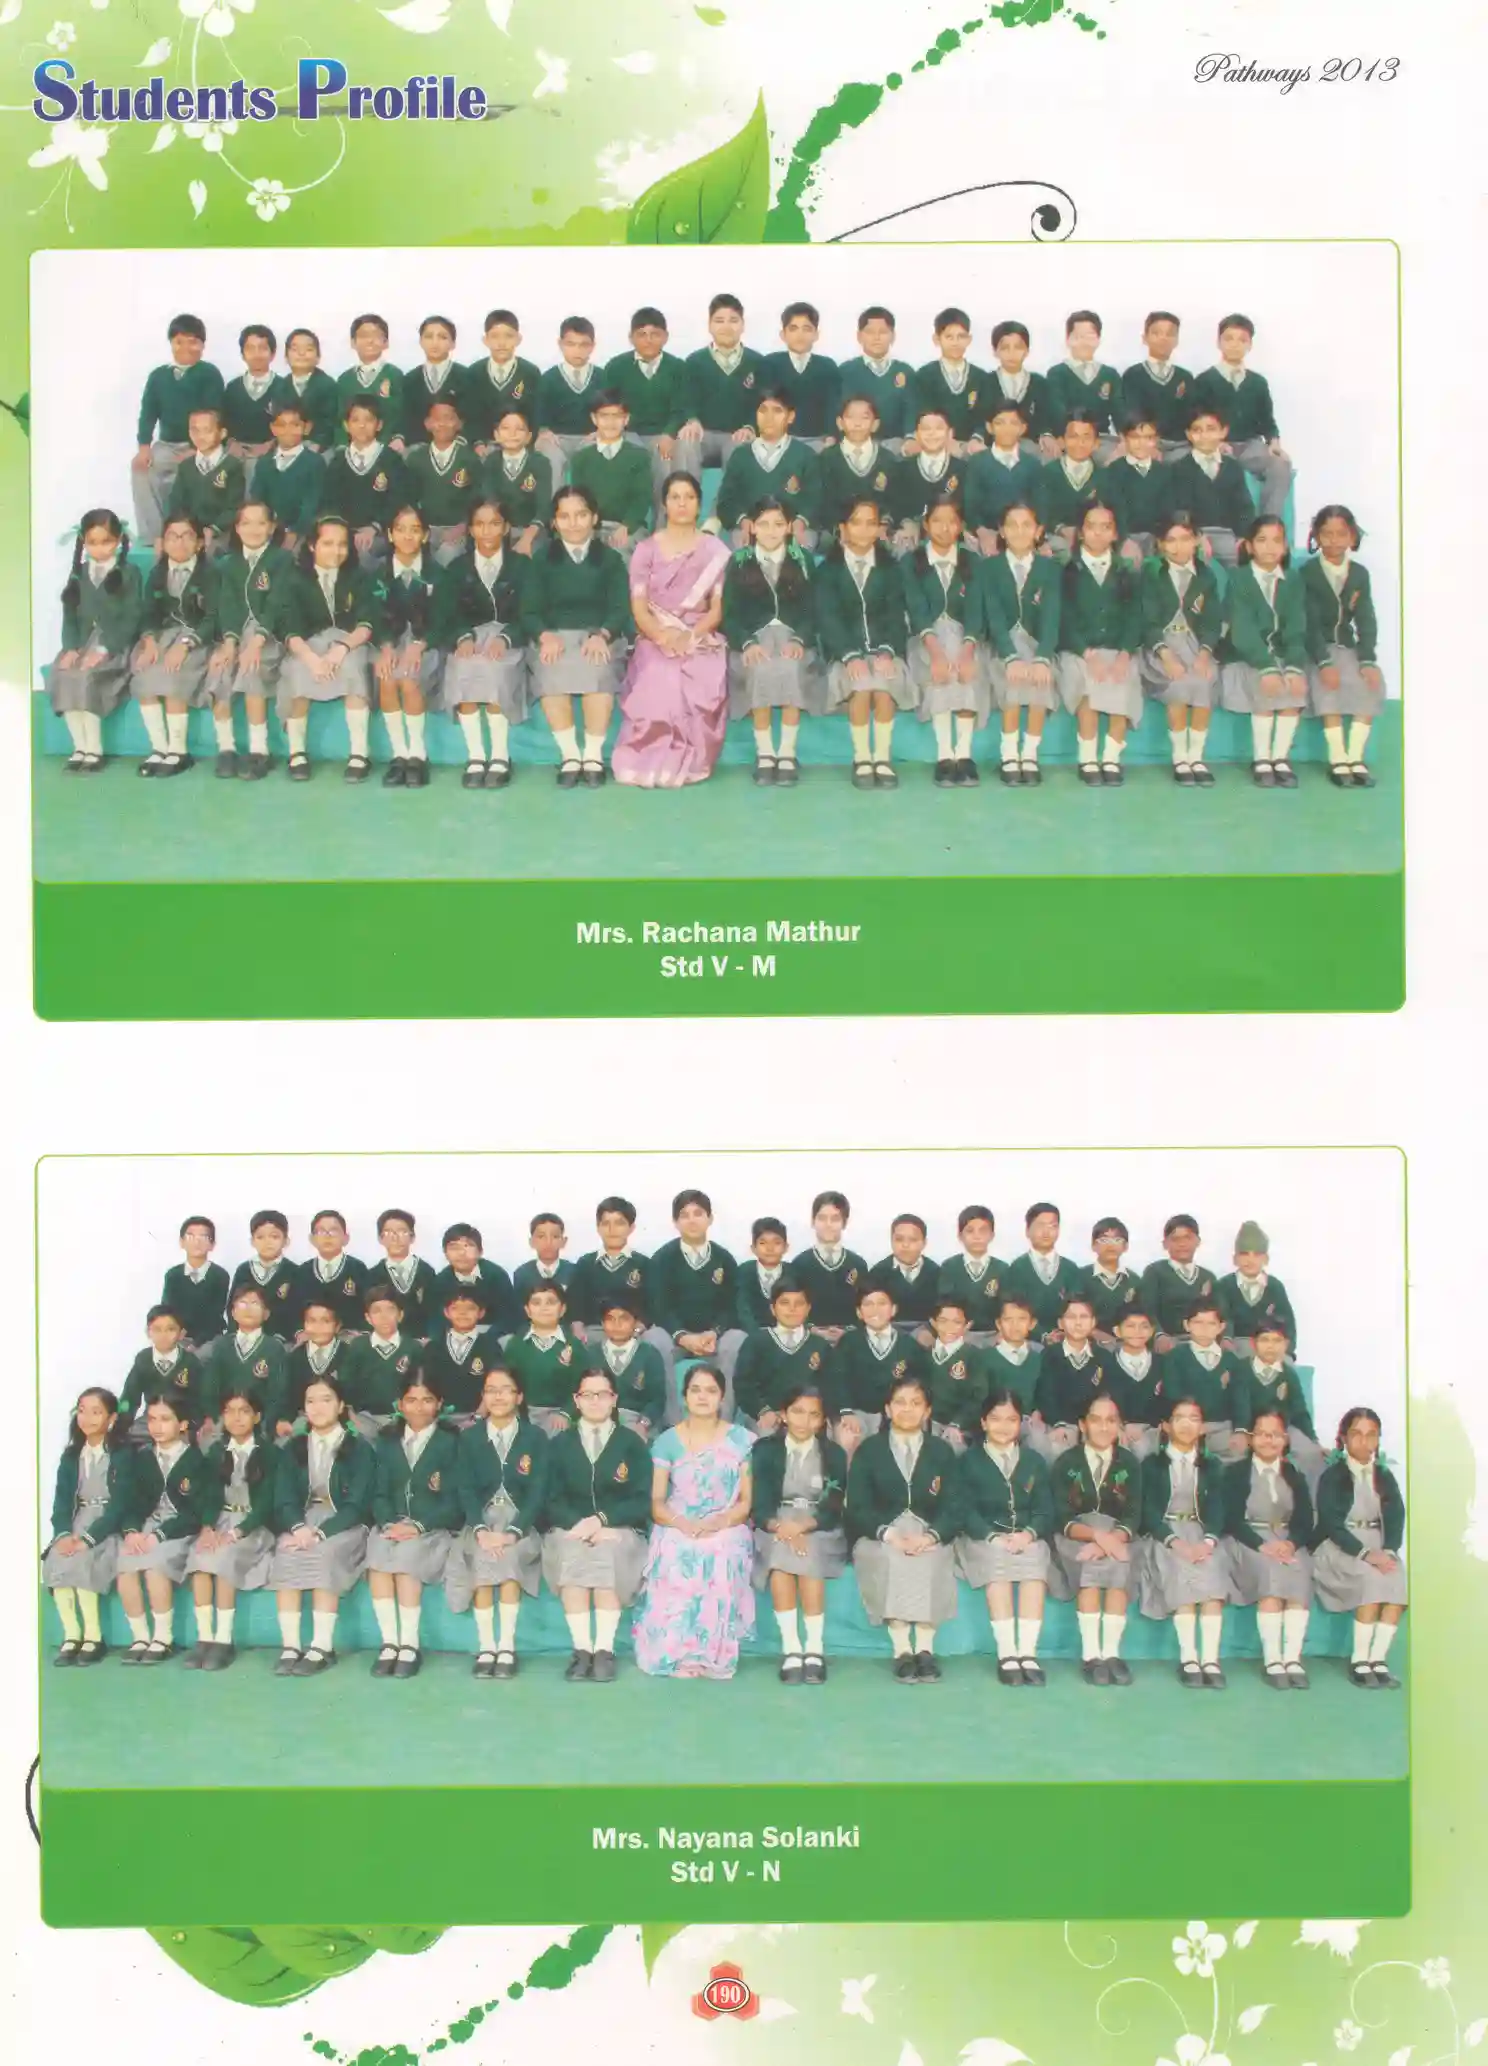 Students Profile
Pathways 2013
Mrs. Rachana Mathur
Std V - M
Mrs. Nayana Solanki
Std V - N
190